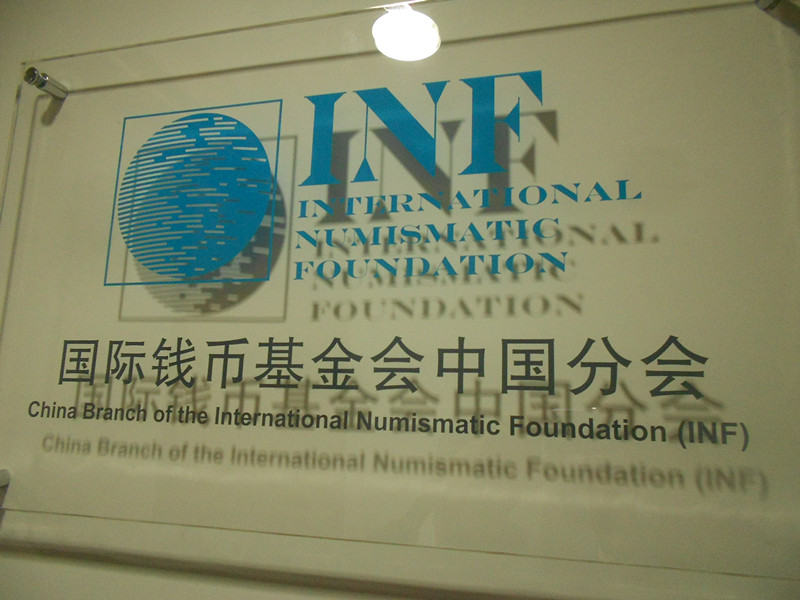 INF
INTERNATIONAL
NUMISMATIC
FOUNDATION
国际钱币基金会中国分会
China Branch of the International Numismatic Foundation (INF)